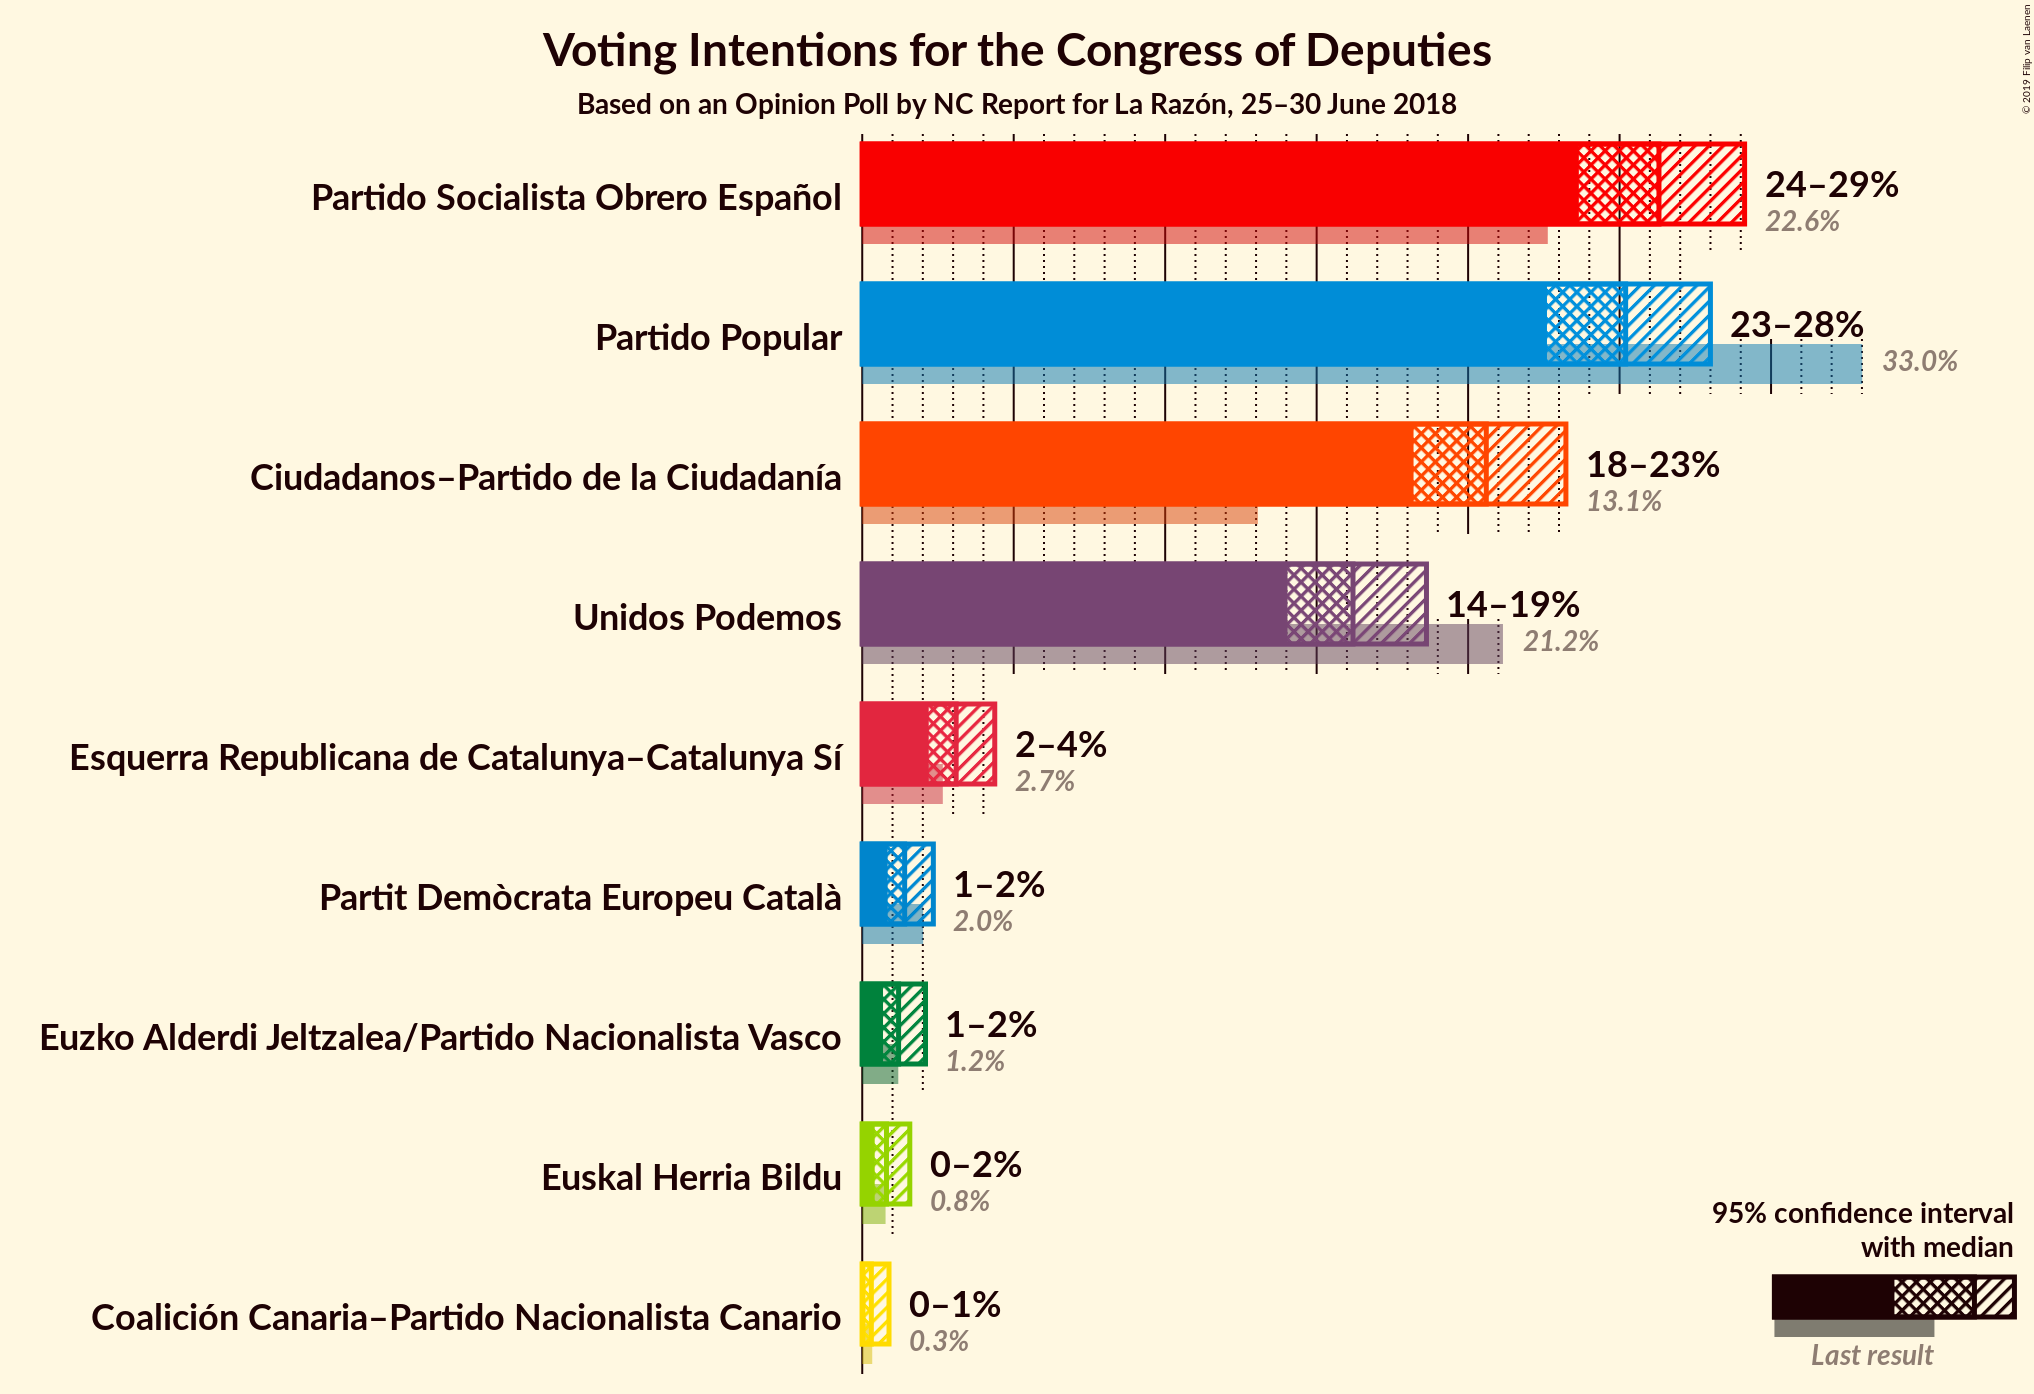 Voting Intentions for the Congress of Deputies
Based on an Opinion Poll by NC Report for La Razón, 25–30 June 2018
© 2019 Filip van Laenen
Partido Socialista Obrero Español
24–29%
22.6%
Partido Popular
23–28%
33.0%
Ciudadanos–Partido de la Ciudadanía
18–23%
13.1%
Unidos Podemos
14–19%
21.2%
Esquerra Republicana de Catalunya–Catalunya Sí
2–4%
2.7%
Partit Demòcrata Europeu Català
1–2%
2.0%
Euzko Alderdi Jeltzalea/Partido Nacionalista Vasco
1–2%
1.2%
Euskal Herria Bildu
0–2%
0.8%
Coalición Canaria–Partido Nacionalista Canario
0–1%
0.3%
95% confidence interval
with median
Last result